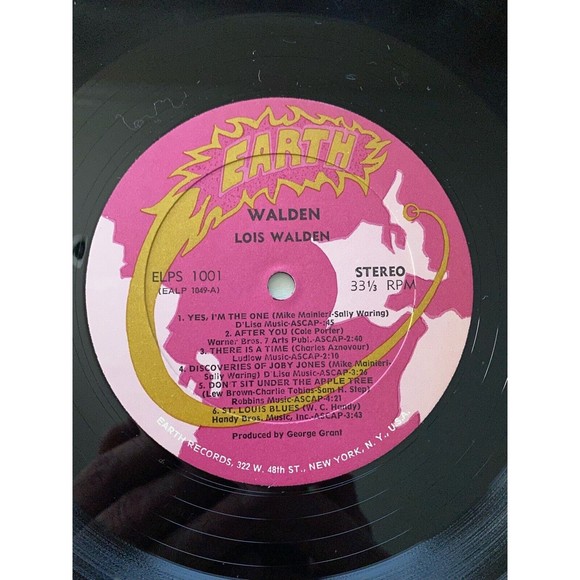 EARTH
WALDEN
LOIS WALDEN
ELPS 1001
(EALP 1049-A)
STEREO
33⅓ RPM
1. YES, I'M THE ONE (Mike Mainieri-Sally Waring)
D'Lisa Music-ASCAP-:45
2. AFTER YOU (Cole Porter)
Warner Bros. 7 Arts Publ.-ASCAP-2:40
3. THERE IS A TIME (Charles Aznavour)
Ludlow Music-ASCAP-2:10
4. DISCOVERIES OF JOBY JONES (Mike Mainieri-
Sally Waring) D'Lisa Music-ASCAP-3:26
5. DON'T SIT UNDER THE APPLE TREE
(Lew Brown-Charlie Tobias-Sam H. Step)
Robbins Music-ASCAP-4:21
6. ST. LOUIS BLUES (W. C. Handy)
Handy Bros. Music, Inc.-ASCAP-3:43
Produced by George Grant
EARTH RECORDS, 322 W. 48th ST., NEW YORK, N. Y., U.S.A.